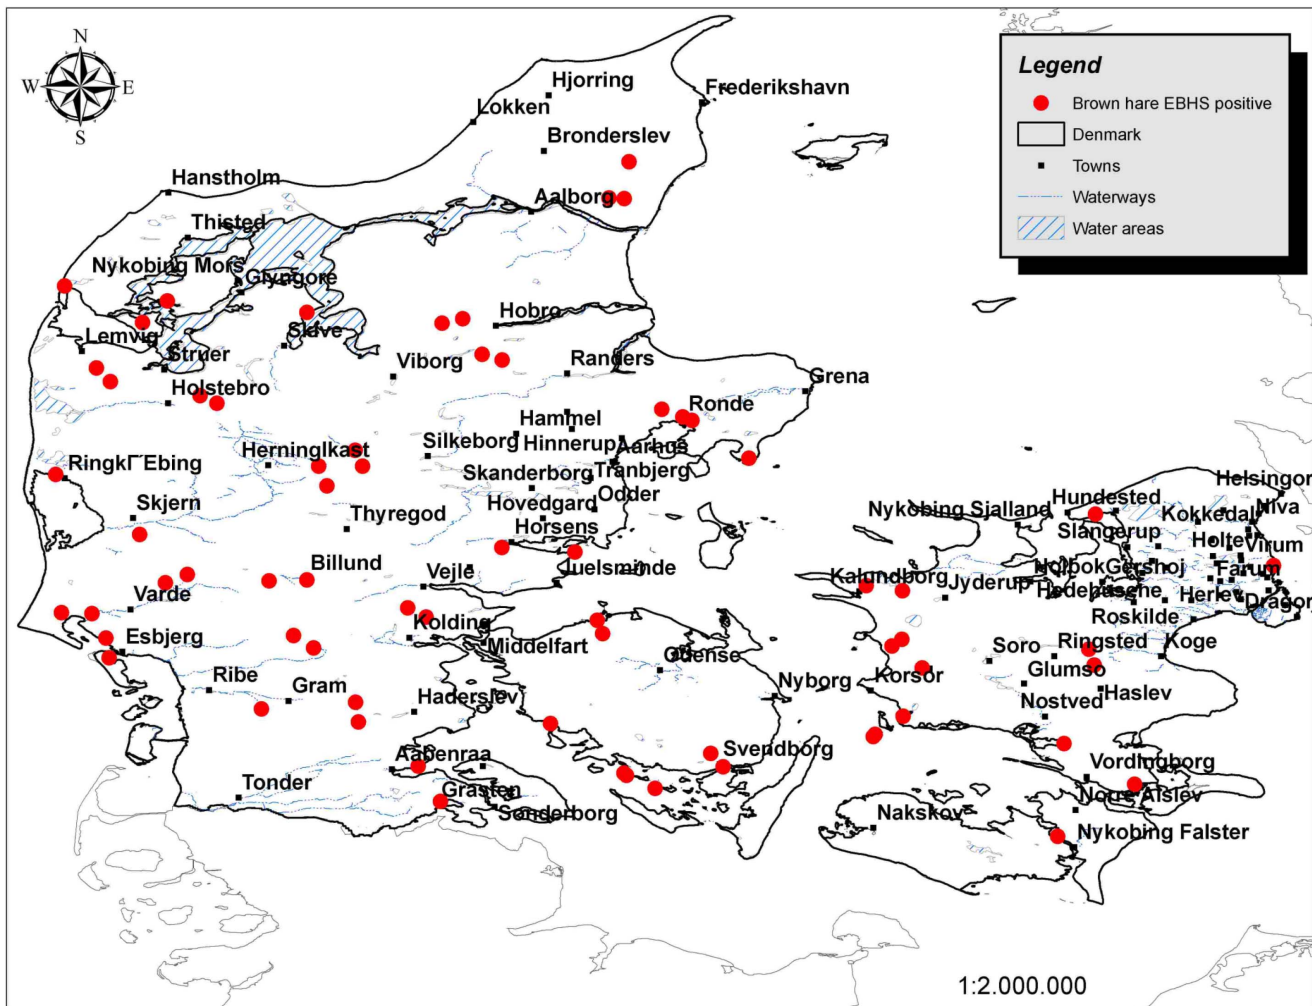 N
W E
S
Legend
Brown hare EBHS positive
Denmark
Towns
Waterways
Water areas
Hjorring
Frederikshavn
Lokken
Bronderslev
Hanstholm
Aalborg
Thisted
Nykobing Mors
Glyngore
Hobro
Lemvig
Skive
Struer
Viborg
Randers
Grena
Holstebro
Ronde
Hammel
Silkeborg
Hinnerup
Aarhus
HerningIkast
RingkΓ¨Ebing
Skanderborg
Tranbjerg
Odder
Skjern
Hovedgard
Thyregod
Horsens
Helsingor
Nykobing Sjalland
Hundested
Kokkedal
Niva
Slangerup
Holte
Virum
Billund
Vejle
Juelsminde
Kalundborg
Jyderup
Holbok
Gershoj
Farum
Varde
Hedehusene
Herlev
Dragor
Roskilde
Kolding
Esbjerg
Middelfart
Odense
Soro
Ringsted
Koge
Ribe
Gram
Haderslev
Nyborg
Korsor
Glumso
Haslev
Nostved
Svendborg
Aabenraa
Vordingborg
Tonder
Grasten
Sonderborg
Norre Alslev
Nakskov
Nykobing Falster
1:2.000.000